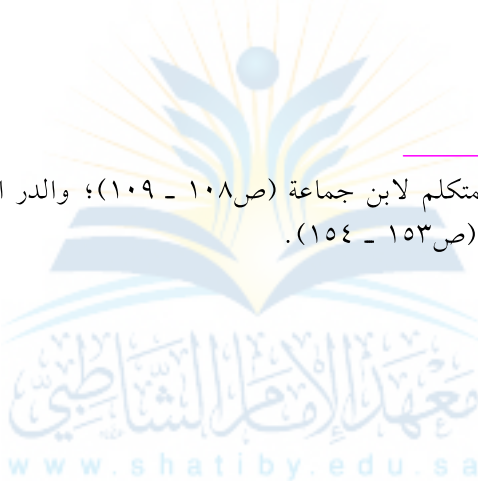 متكلم لابن جماعة (ص١٠٨ ـ ١٠٩)؛ والدر ا
(ص١٥٣ ـ ١٥٤).
معهد الإمام الشاطبي
www.shatiby.edu.sa